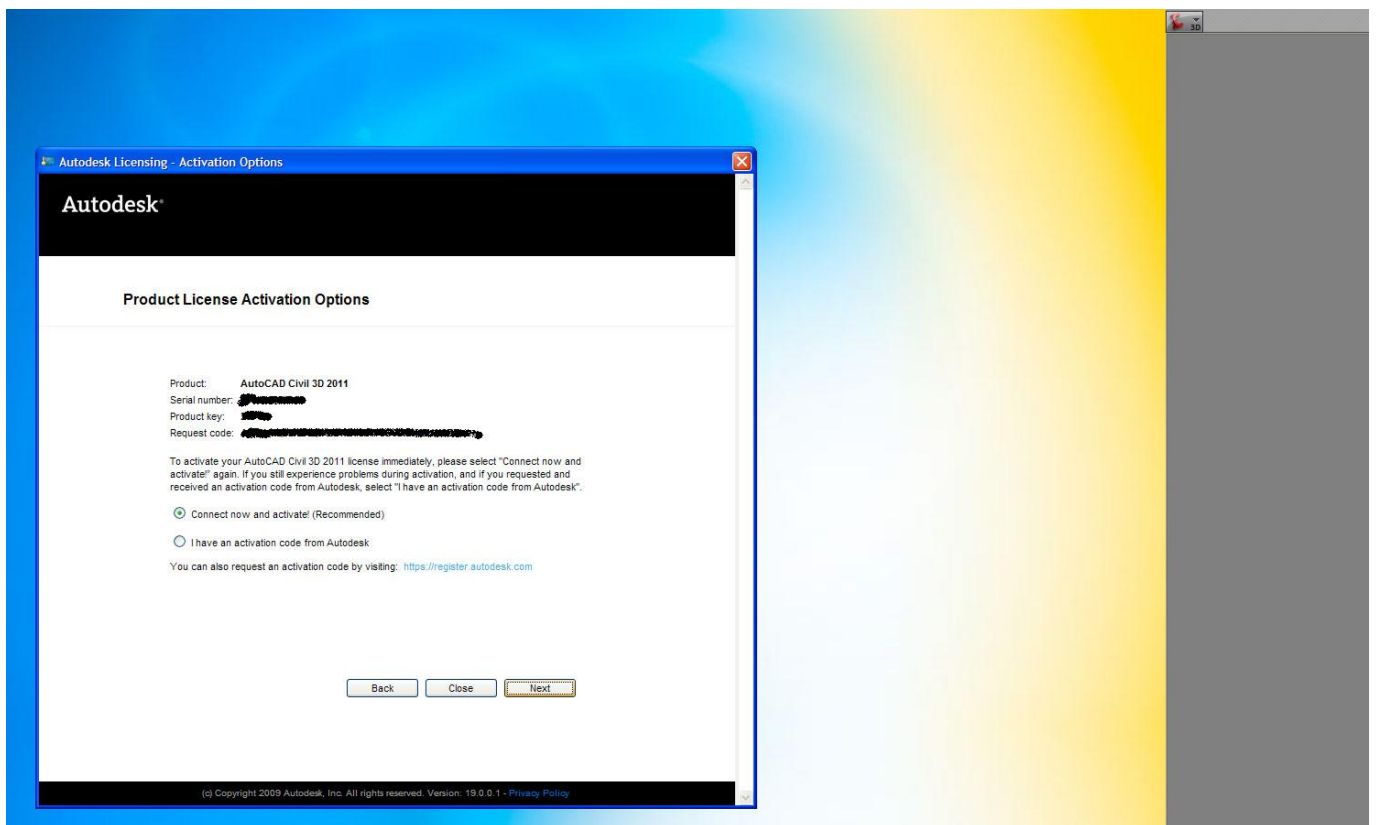 3D
Autodesk Licensing - Activation Options
Autodesk®
Product License Activation Options
Product: AutoCAD Civil 3D 2011
Serial number:
Product key:
Request code:
To activate your AutoCAD Civil 3D 2011 license immediately, please select "Connect now and
activate!" again. If you still experience problems during activation, and if you requested and
received an activation code from Autodesk, select "I have an activation code from Autodesk".
Connect now and activate! (Recommended)
I have an activation code from Autodesk
You can also request an activation code by visiting: https://register.autodesk.com
Back Close Next
(c) Copyright 2009 Autodesk, Inc. All rights reserved. Version: 19.0.0.1 - Privacy Policy